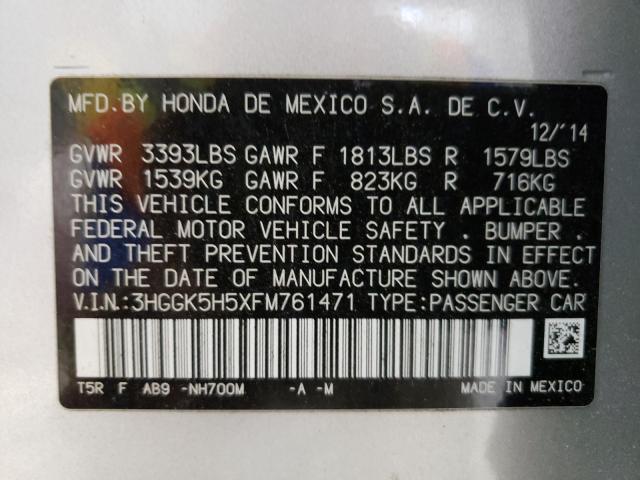 MFD.BY HONDA DE MEXICO S.A. DE C.V.
12/'14
GVWR 3393LBS GAWR F 1813LBS R 1579LBS
GVWR 1539KG GAWR F 823KG R 716KG
THIS VEHICLE CONFORMS TO ALL APPLICABLE
FEDERAL MOTOR VEHICLE SAFETY . BUMPER .
AND THEFT PREVENTION STANDARDS IN EFFECT
ON THE DATE OF MANUFACTURE SHOWN ABOVE.
V.I.N:3HGGK5H5XFM761471 TYPE:PASSENGER CAR
T5R F AB9 -NH700M -A -M MADE IN MEXICO